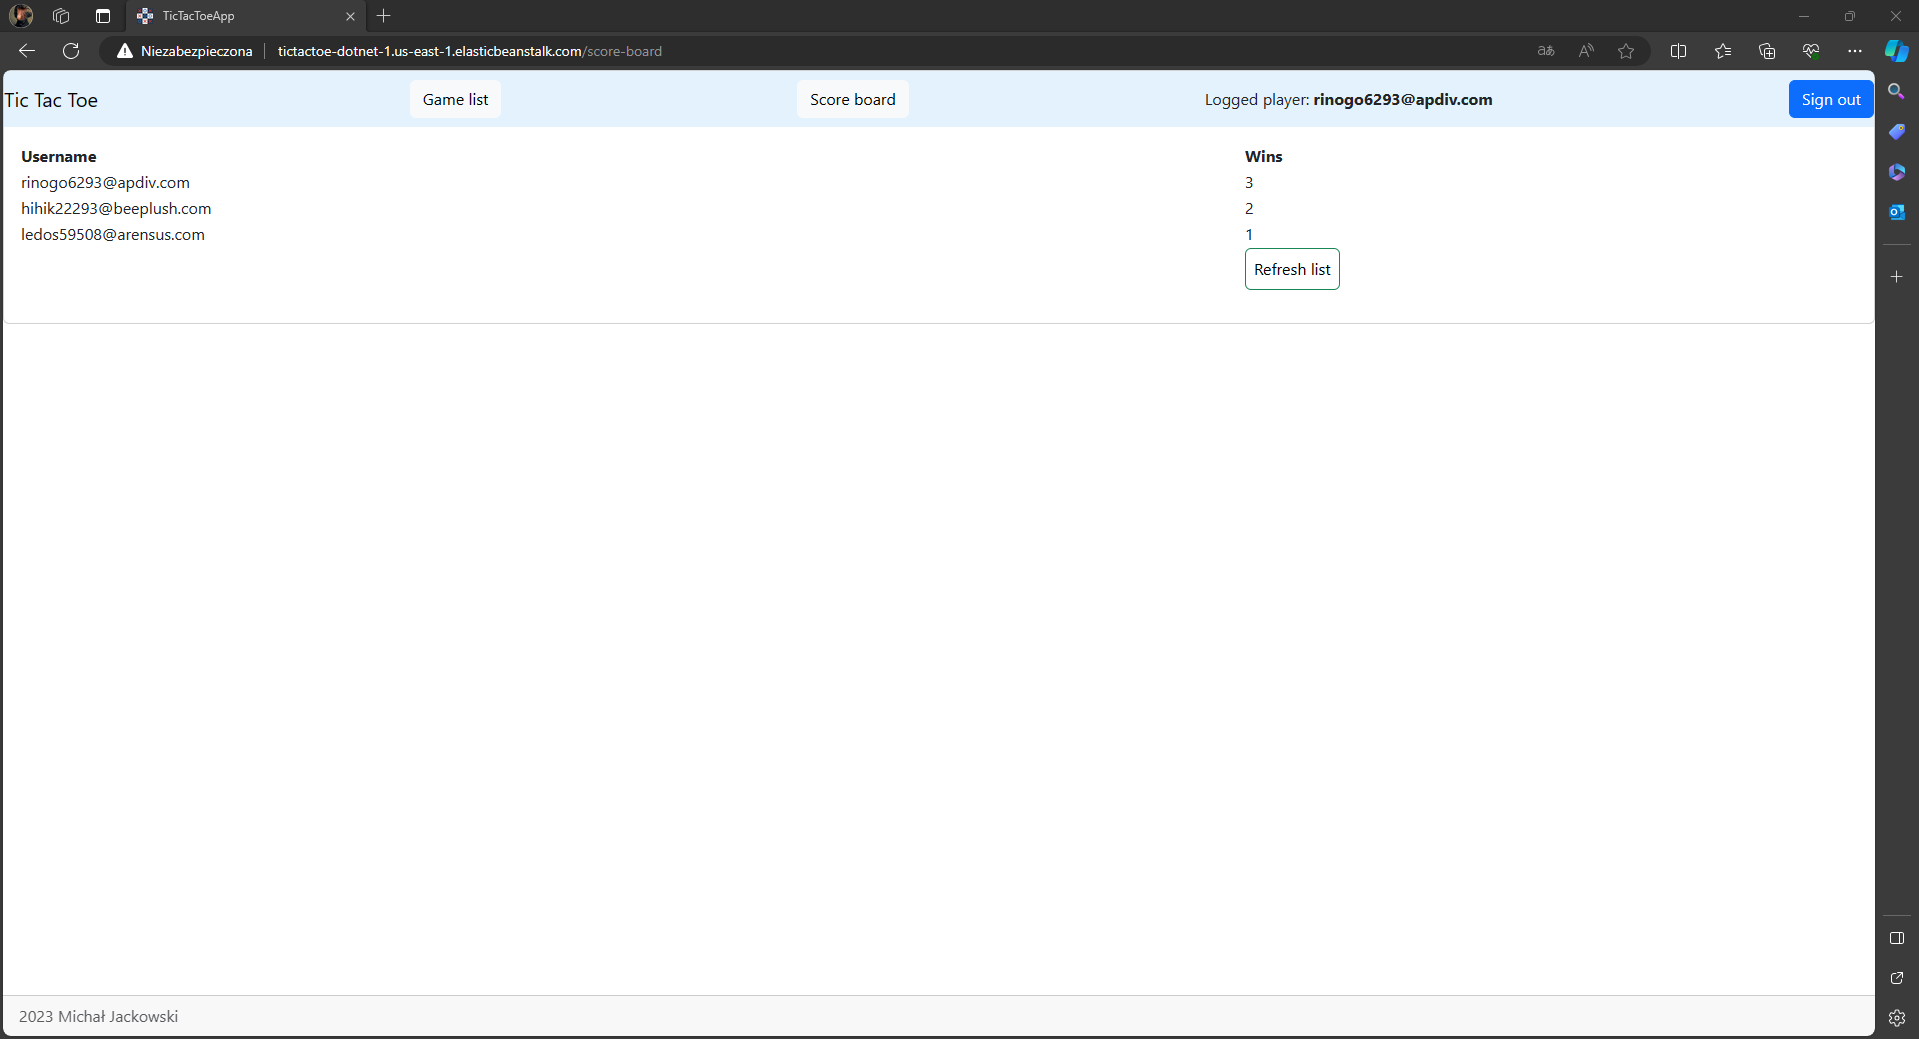 TicTacToeApp
Niezabezpieczona tictactoe-dotnet-1.us-east-1.elasticbeanstalk.com/score-board
Tic Tac Toe Game list Score board Logged player: rinogo6293@apdiv.com Sign out
Username Wins
rinogo6293@apdiv.com 3
hihik22293@beeplush.com 2
ledos59508@arensus.com 1
Refresh list
2023 Michał Jackowski